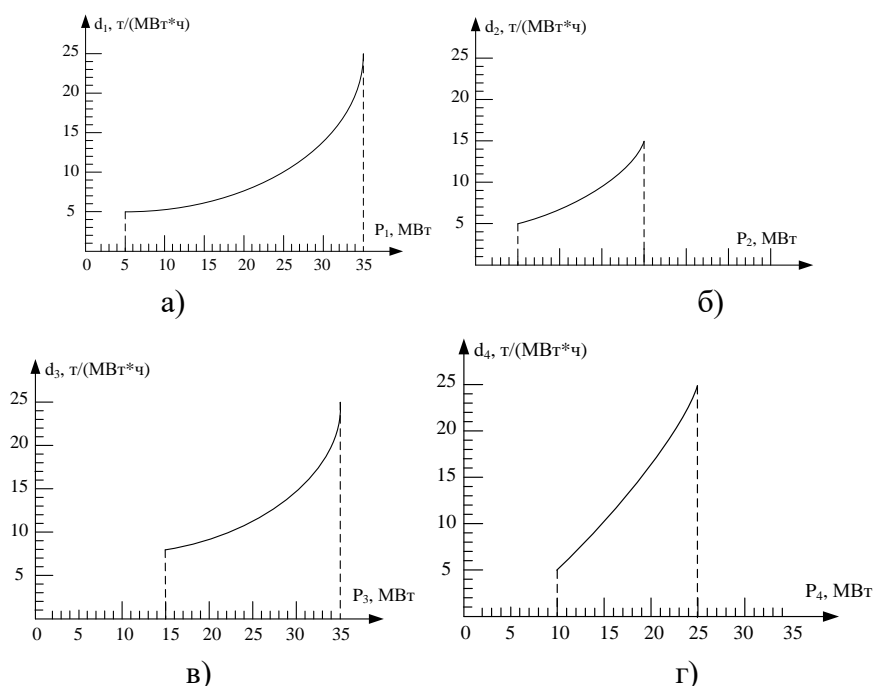 d₁, т/(МВт*ч)
25
20
15
10
5
0 5 10 15 20 25 30 35
P₁, МВт
а)
d₂, т/(МВт*ч)
25
20
15
10
5
P₂, МВт
б)
d₃, т/(МВт*ч)
25
20
15
10
5
0 5 10 15 20 25 30 35
P₃, МВт
в)
d₄, т/(МВт*ч)
25
20
15
10
5
0 5 10 15 20 25 35
P₄, МВт
г)